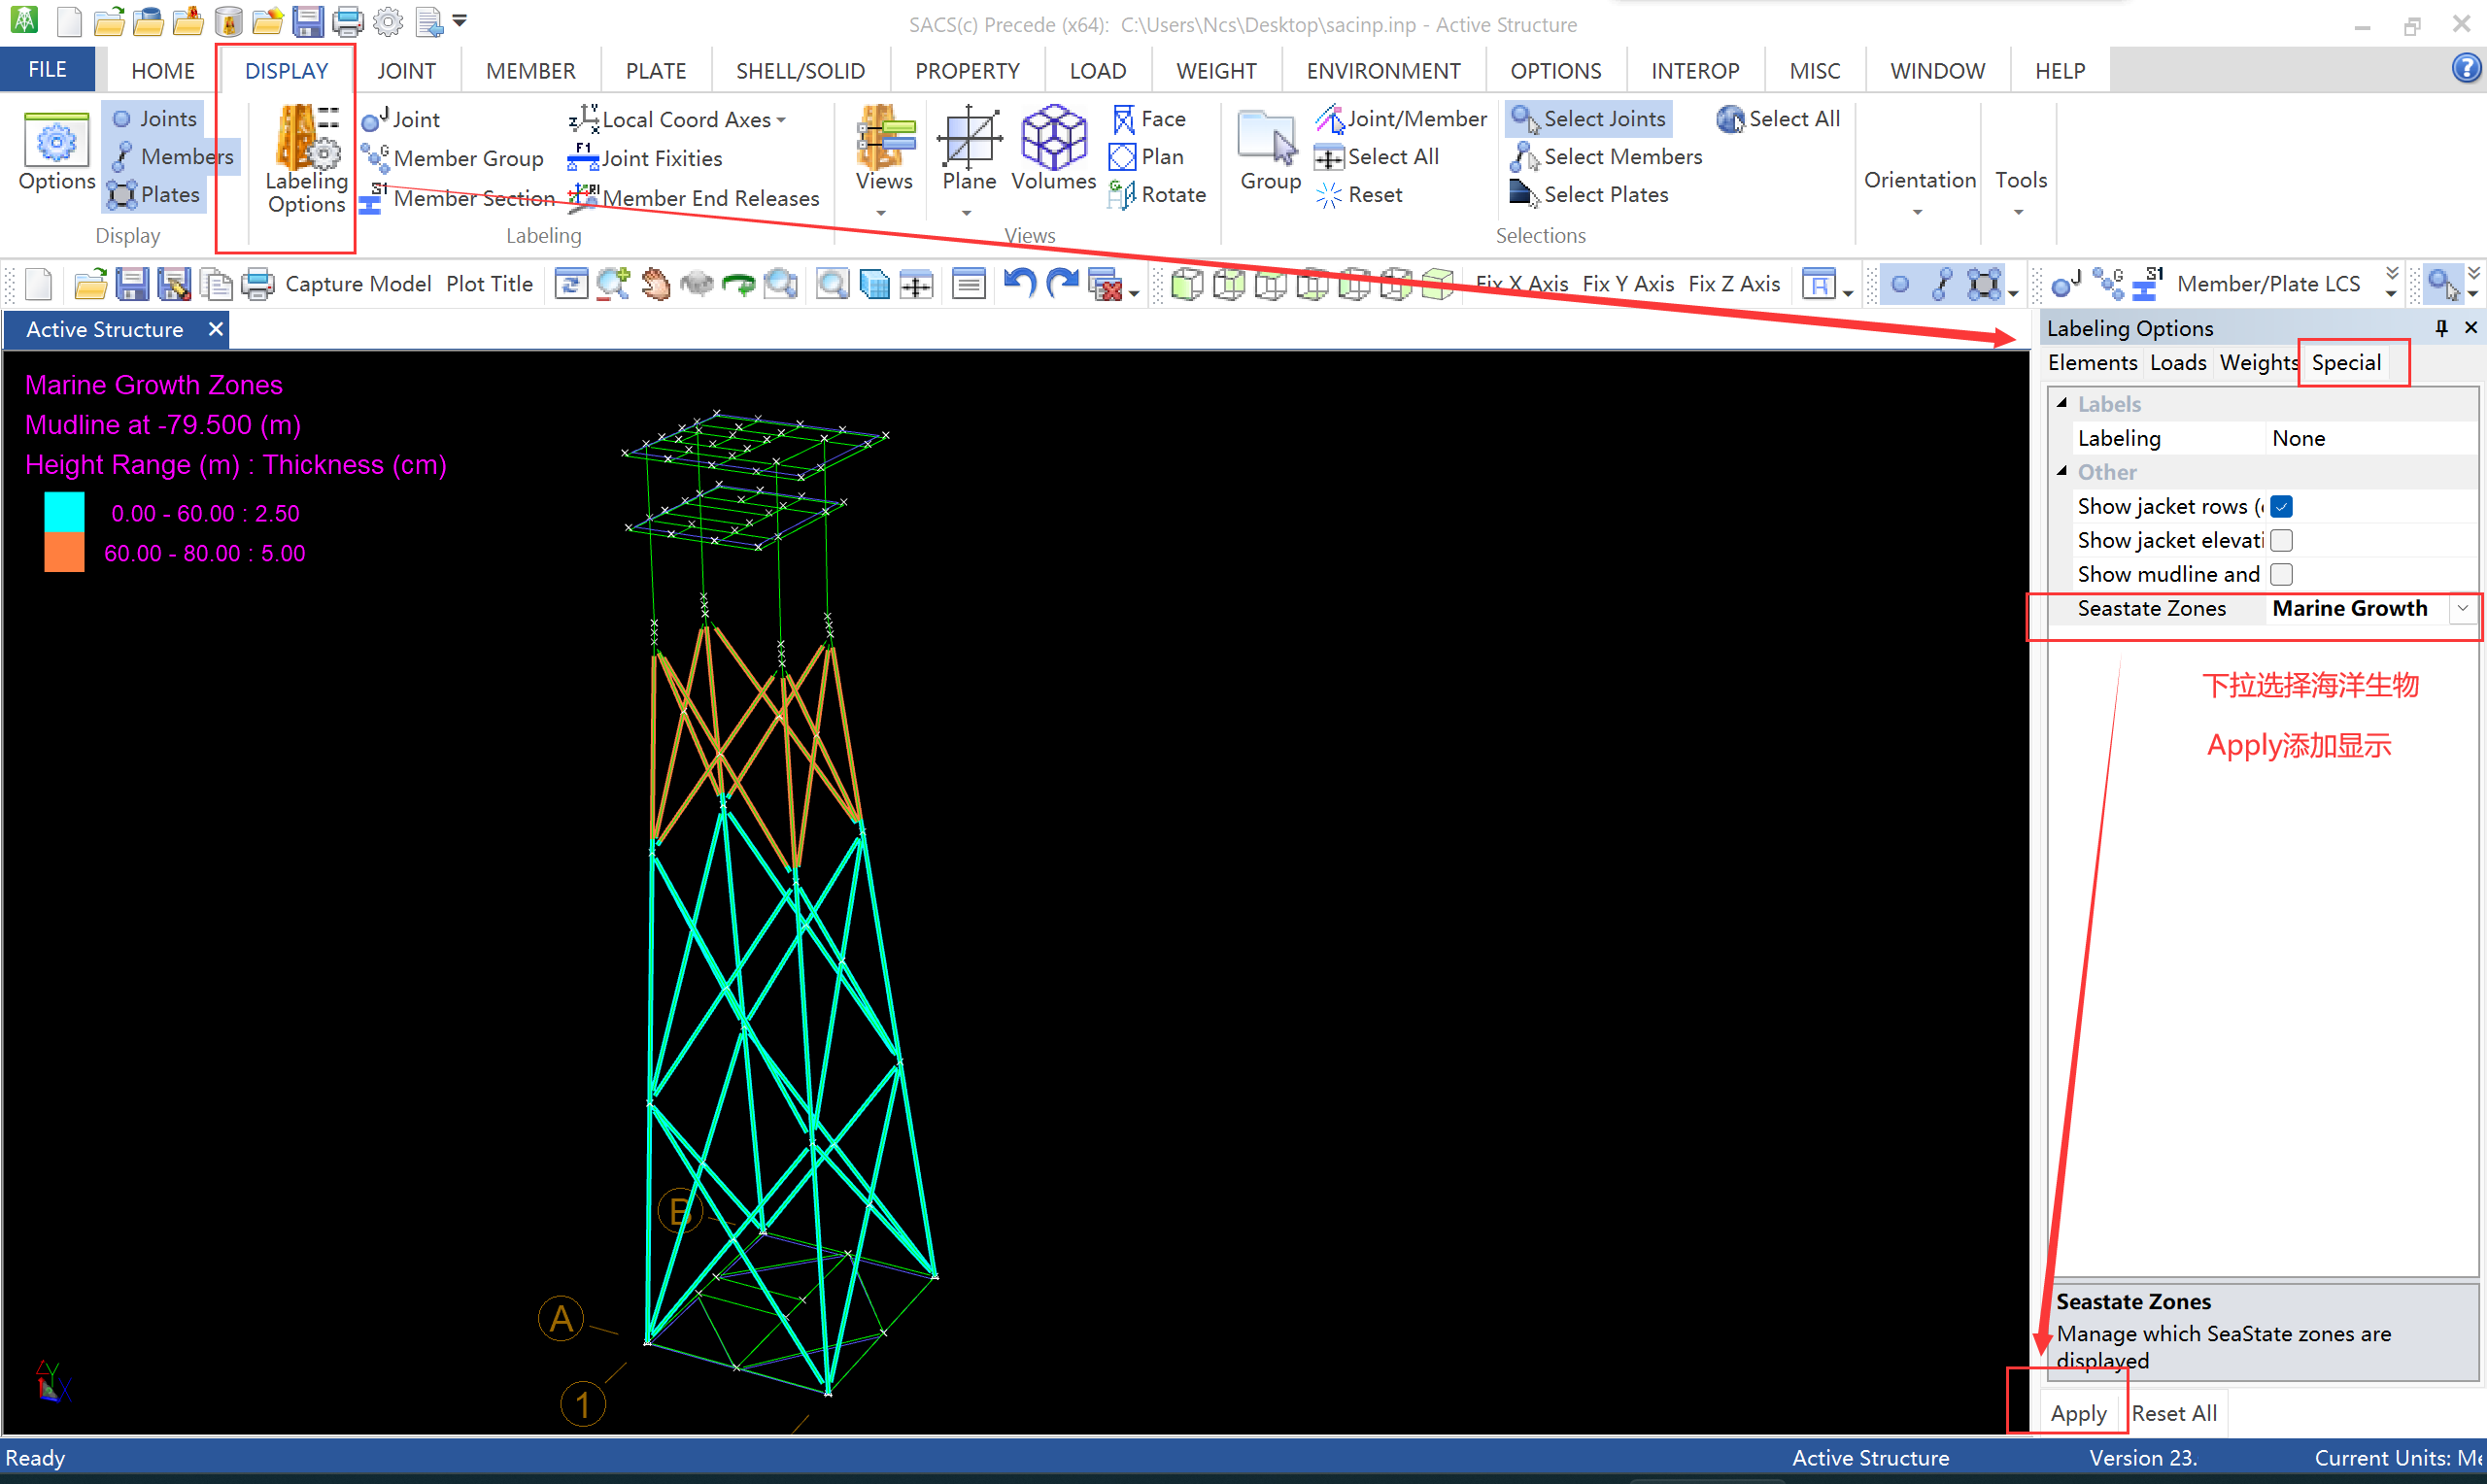 SACS(c) Precede (x64):  C:\Users\Ncs\Desktop\sacinp.inp - Active Structure
FILE HOME DISPLAY JOINT MEMBER PLATE SHELL/SOLID PROPERTY LOAD WEIGHT ENVIRONMENT OPTIONS INTEROP MISC WINDOW HELP
Options
Joints
Members
Plates
Display
Labeling
Options
Joint
Member Group
Member Section
Local Coord Axes
Joint Fixities
Member End Releases
Labeling
Views
Plane
Volumes
Face
Plan
Rotate
Views
Group
Joint/Member
Select All
Reset
Select Joints
Select Members
Select Plates
Select All
Selections
Orientation
Tools
Capture Model Plot Title Fix X Axis Fix Y Axis Fix Z Axis Member/Plate LCS
Active Structure
Marine Growth Zones
Mudline at -79.500 (m)
Height Range (m) : Thickness (cm)
0.00 - 60.00 : 2.50
60.00 - 80.00 : 5.00
B
A
1
Labeling Options
Elements Loads Weights Special
Labels
Labeling None
Other
Show jacket rows (
Show jacket elevati
Show mudline and
Seastate Zones Marine Growth
下拉选择海洋生物
Apply添加显示
Seastate Zones
Manage which SeaState zones are
displayed
Apply Reset All
Ready Active Structure Version 23. Current Units: Me